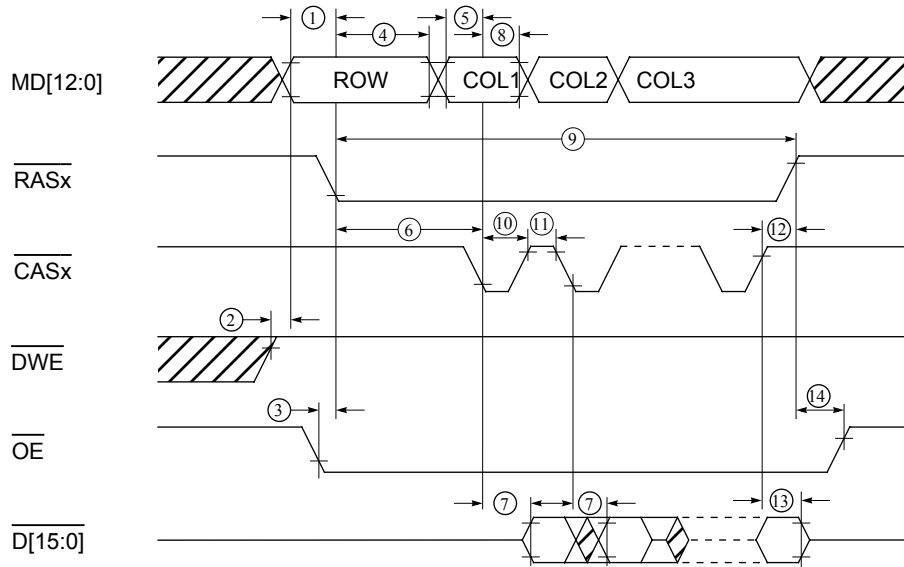 ① ⑤
④ ⑧
MD[12:0] ROW COL1 COL2 COL3
⑨
RASx
⑥ ⑩ ⑪ ⑫
CASx
②
DWE
③ ⑭
OE
⑦ ⑦ ⑬
D[15:0]